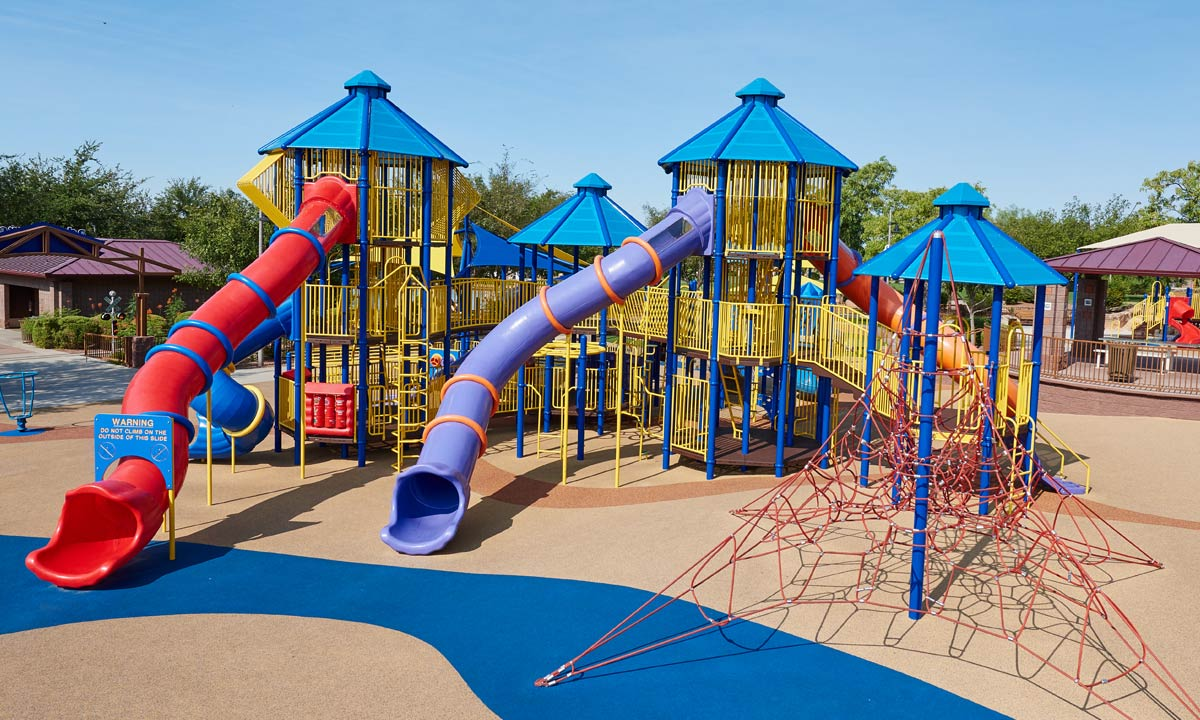 WARNING
DO NOT CLIMB ON THE
OUTSIDE OF THIS SLIDE